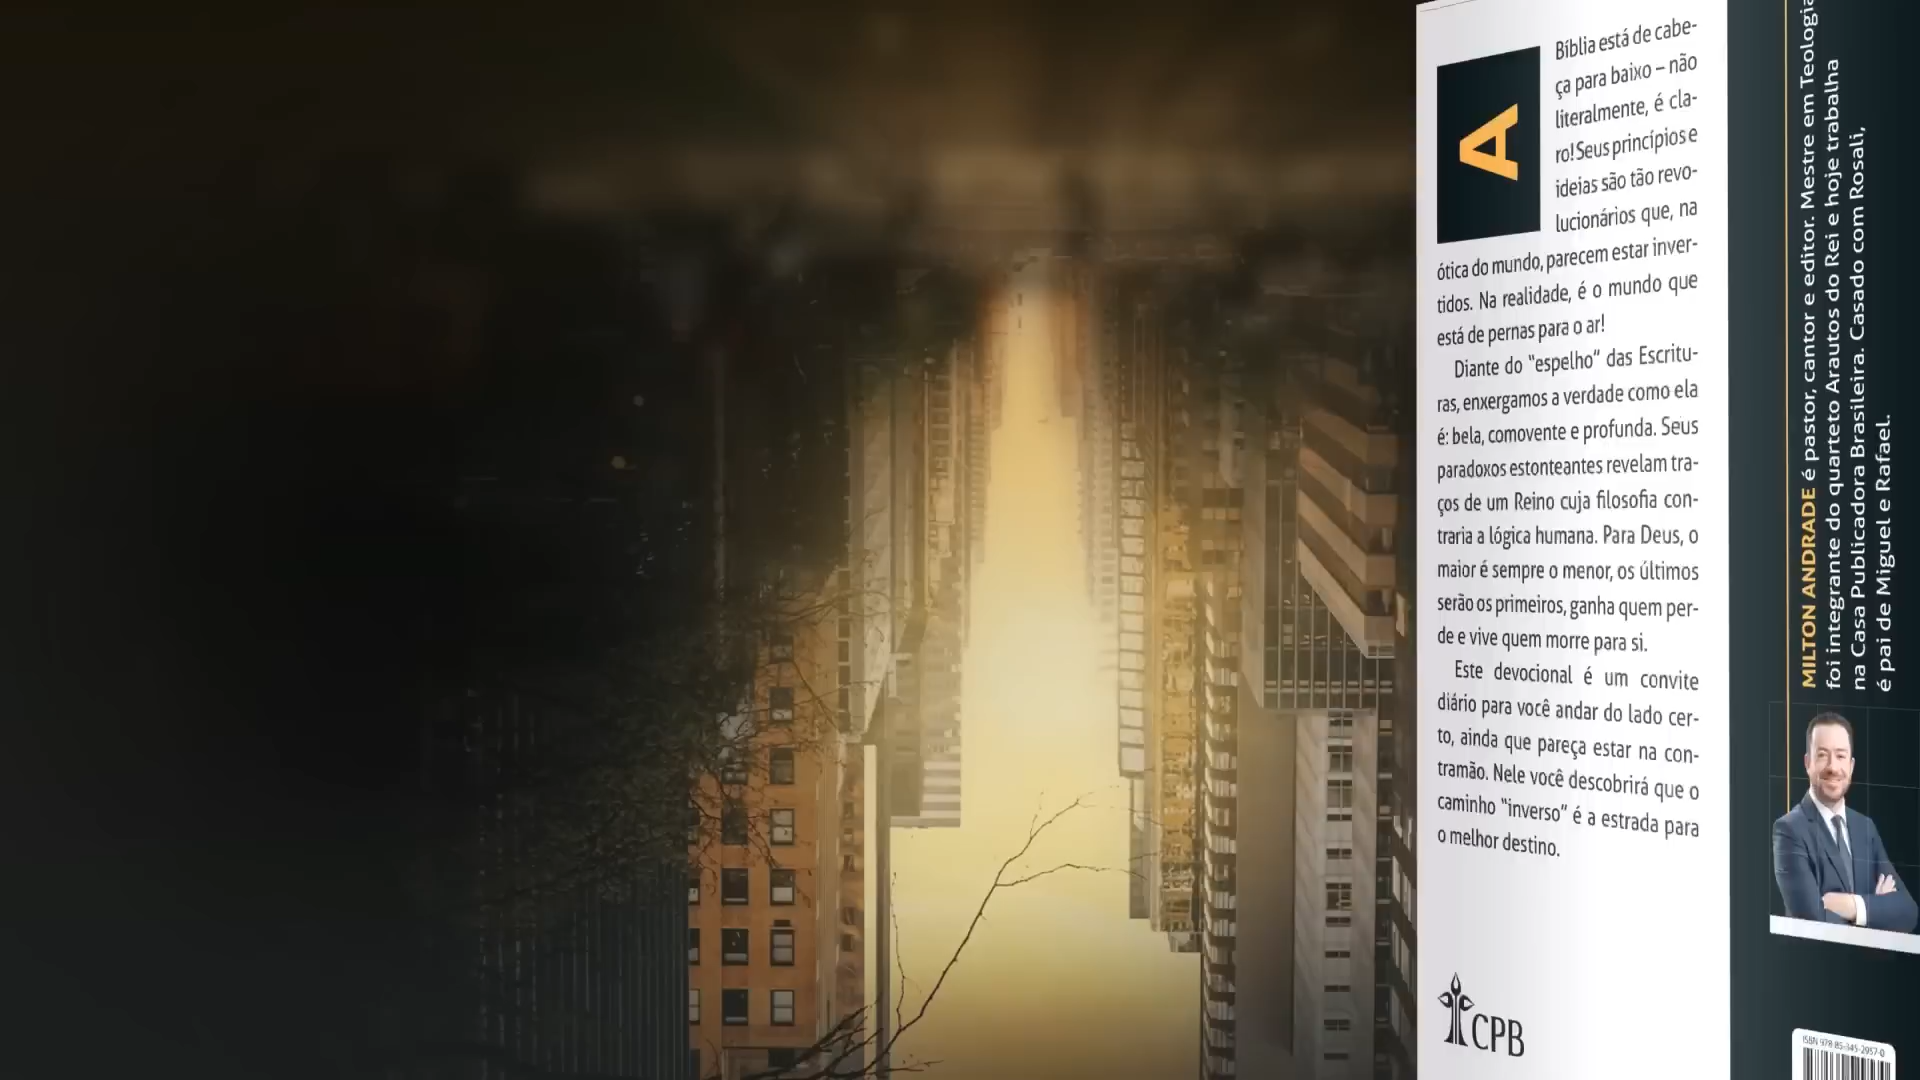 A
Bíblia está de cabe-
ça para baixo – não
literalmente, é cla-
ro! Seus princípios e
ideias são tão revo-
lucionários que, na
ótica do mundo, parecem estar inver-
tidos. Na realidade, é o mundo que
está de pernas para o ar!
Diante do "espelho" das Escritu-
ras, enxergamos a verdade como ela
é: bela, comovente e profunda. Seus
paradoxos estonteantes revelam tra-
ços de um Reino cuja filosofia con-
traria a lógica humana. Para Deus, o
maior é sempre o menor, os últimos
serão os primeiros, ganha quem per-
de e vive quem morre para si.
Este devocional é um convite
diário para você andar do lado cer-
to, ainda que pareça estar na con-
tramão. Nele você descobrirá que o
caminho "inverso" é a estrada para
o melhor destino.
CPB
MILTON ANDRADE é pastor, cantor e editor. Mestre em Teologia
foi integrante do quarteto Arautos do Rei e hoje trabalha
na Casa Publicadora Brasileira. Casado com Rosali,
é pai de Miguel e Rafael.
ISBN 978-85-345-2957-0